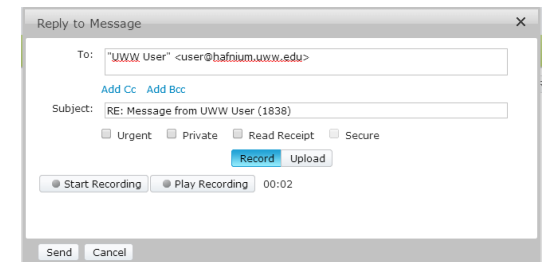 Reply to Message ×
To: "UWW User" <user@hafnium.uww.edu>
Add Cc Add Bcc
Subject: RE: Message from UWW User (1838)
Urgent Private Read Receipt Secure
Record Upload
Start Recording Play Recording 00:02
Send Cancel